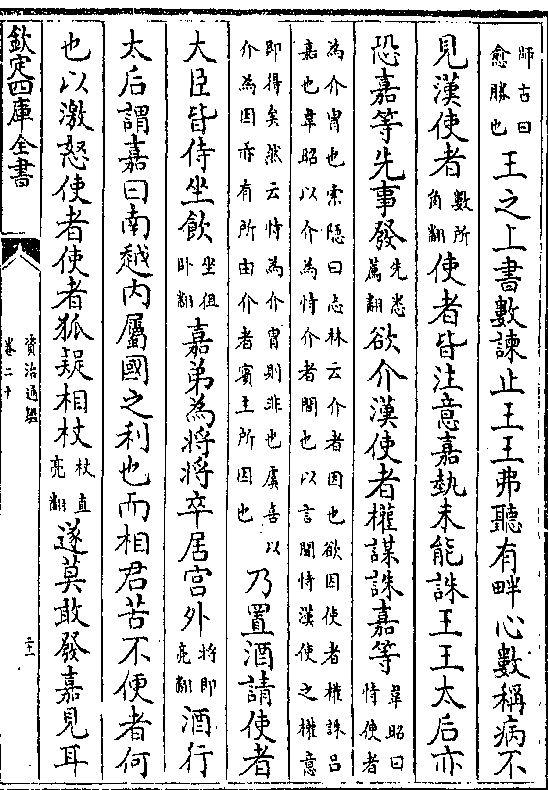 師古曰愈勝也王之上書數諫止王王弗聽有畔心數稱病不
見漢使者數所角翻使者皆注意嘉埶未能誅王王太后亦
恐嘉等先事發先悉薦翻欲介漢使者權謀誅嘉等韋昭曰恃使者
為介胄也索隱曰志林云介者因也欲因使者權誅呂
嘉也韋昭以介為恃介者間也以言間恃漢使之權意
即得矣然云恃為介胄則非也虞喜以
介為因亦有所由介者賓主所因也
乃置酒請使者
大臣皆侍坐飲坐徂卧翻嘉弟為將將卒居宫外將即亮翻酒行
太后謂嘉曰南越内屬國之利也而相君苦不便者何
也以激怒使者使者狐疑相杖杖直亮翻遂莫敢發嘉見耳
欽定四庫全書
資治通鑑
卷二十